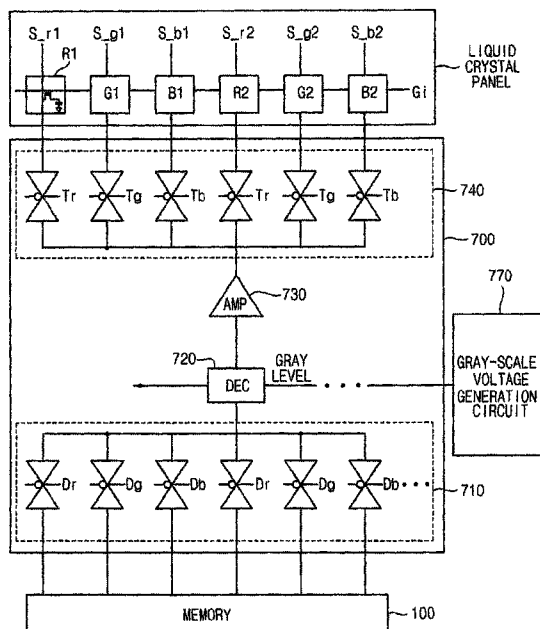 S_r1 S_g1 S_b1 S_r2 S_g2 S_b2
R1
LIQUID
CRYSTAL
PANEL
G1 B1 R2 G2 B2 Gi
Tr Tg Tb Tr Tg Tb
740
700
AMP 730
770
720
DEC
GRAY
LEVEL
GRAY-SCALE
VOLTAGE
GENERATION
CIRCUIT
Dr Dg Db Dr Dg Db
710
MEMORY 100